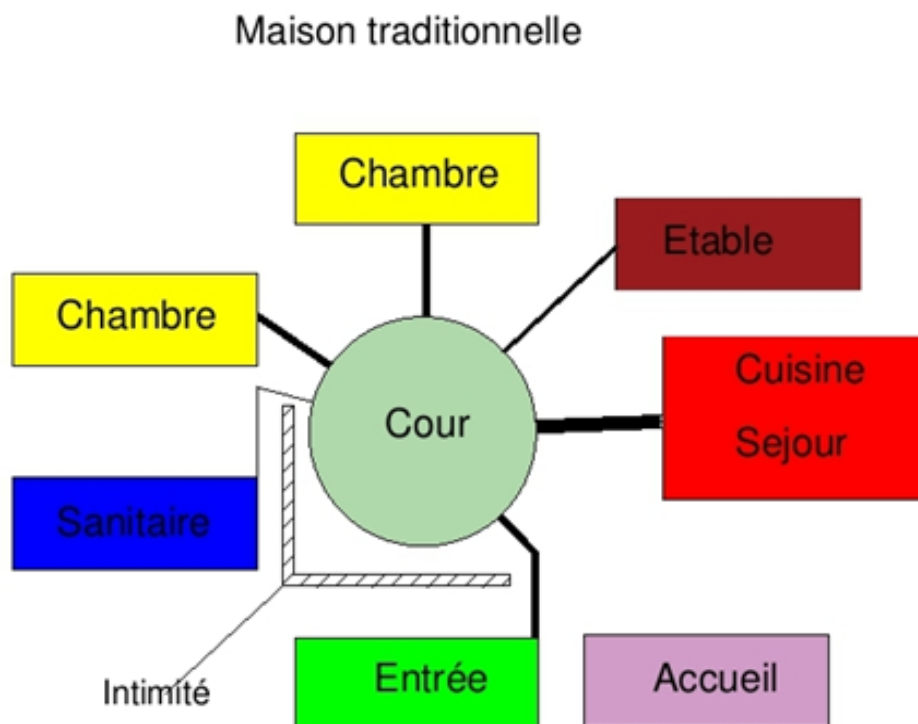 Maison traditionnelle
Chambre
Etable
Chambre
Cuisine
Sejour
Cour
Sanitaire
Intimité
Entrée
Accueil